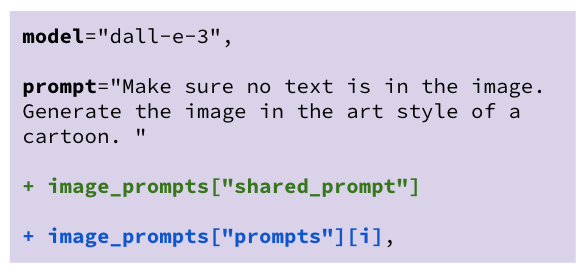 model="dall-e-3",
prompt="Make sure no text is in the image.
Generate the image in the art style of a
cartoon. "
+ image_prompts["shared_prompt"]
+ image_prompts["prompts"][i],